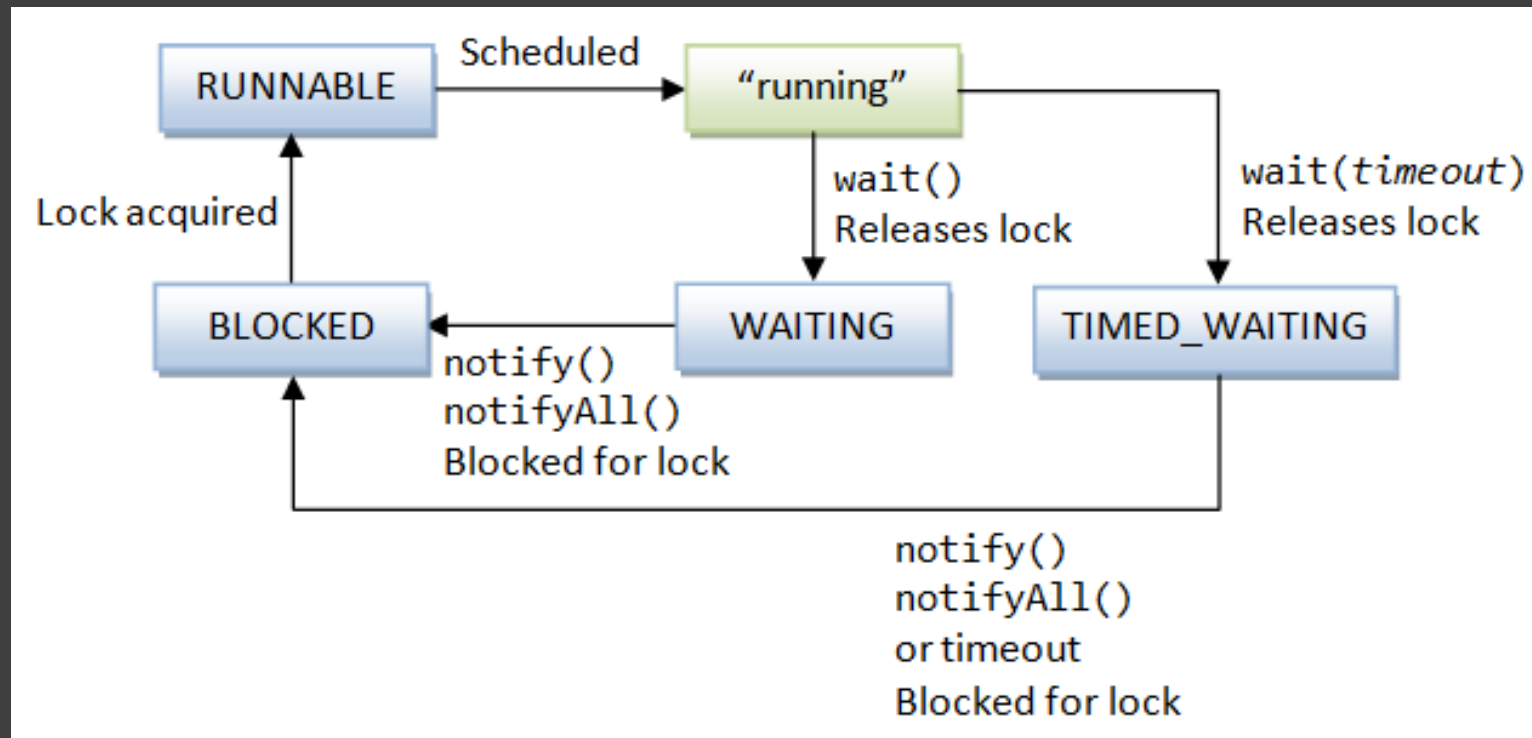 Scheduled
RUNNABLE
“running”
wait()
Releases lock
wait(timeout)
Releases lock
Lock acquired
BLOCKED
WAITING
TIMED_WAITING
notify()
notifyAll()
Blocked for lock
notify()
notifyAll()
or timeout
Blocked for lock